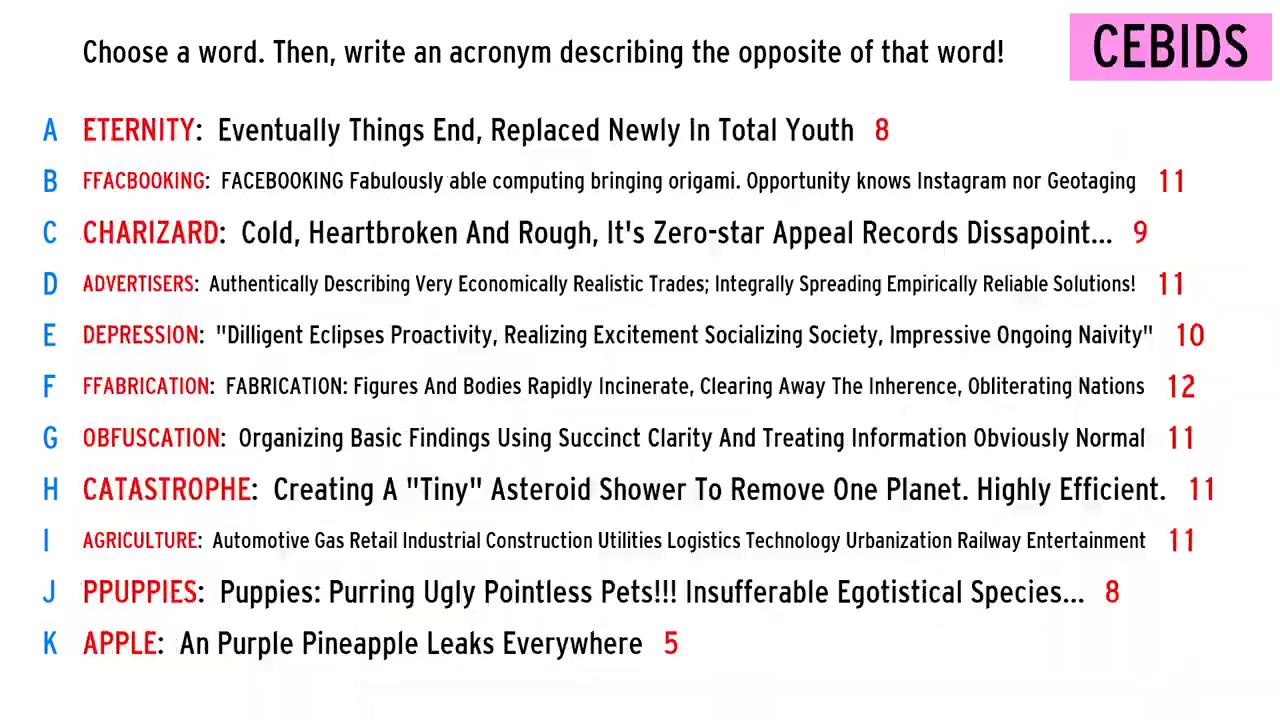 Choose a word. Then, write an acronym describing the opposite of that word!
CEBIDS
A ETERNITY: Eventually Things End, Replaced Newly In Total Youth 8
B FFACBOOKING: FACEBOOKING Fabulously able computing bringing origami. Opportunity knows Instagram nor Geotaging 11
C CHARIZARD: Cold, Heartbroken And Rough, It's Zero-star Appeal Records Dissapoint... 9
D ADVERTISERS: Authentically Describing Very Economically Realistic Trades; Integrally Spreading Empirically Reliable Solutions! 11
E DEPRESSION: "Dilligent Eclipses Proactivity, Realizing Excitement Socializing Society, Impressive Ongoing Naivity" 10
F FFABRICATION: FABRICATION: Figures And Bodies Rapidly Incinerate, Clearing Away The Inherence, Obliterating Nations 12
G OBFUSCATION: Organizing Basic Findings Using Succinct Clarity And Treating Information Obviously Normal 11
H CATASTROPHE: Creating A "Tiny" Asteroid Shower To Remove One Planet. Highly Efficient. 11
I AGRICULTURE: Automotive Gas Retail Industrial Construction Utilities Logistics Technology Urbanization Railway Entertainment 11
J PPUPPIES: Puppies: Purring Ugly Pointless Pets!!! Insufferable Egotistical Species... 8
K APPLE: An Purple Pineapple Leaks Everywhere 5